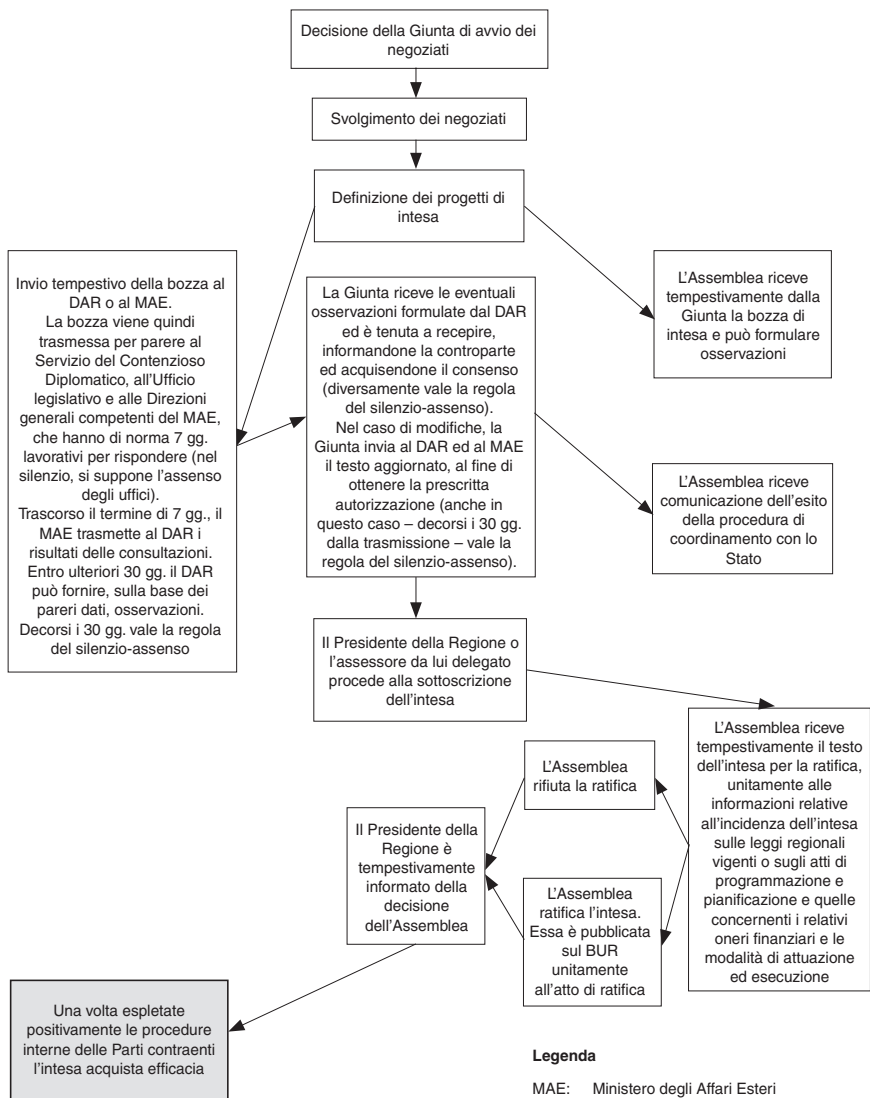 Decisione della Giunta di avvio dei
negoziati
Svolgimento dei negoziati
Definizione dei progetti di
intesa
Invio tempestivo della bozza al
DAR o al MAE.
La bozza viene quindi
trasmessa per parere al
Servizio del Contenzioso
Diplomatico, all'Ufficio
legislativo e alle Direzioni
generali competenti del MAE,
che hanno di norma 7 gg.
lavorativi per rispondere (nel
silenzio, si suppone l'assenso
degli uffici).
Trascorso il termine di 7 gg., il
MAE trasmette al DAR i
risultati delle consultazioni.
Entro ulteriori 30 gg. il DAR
può fornire, sulla base dei
pareri dati, osservazioni.
Decorsi i 30 gg. vale la regola
del silenzio-assenso
La Giunta riceve le eventuali
osservazioni formulate dal DAR
ed è tenuta a recepire,
informandone la controparte
ed acquisendone il consenso
(diversamente vale la regola
del silenzio-assenso).
Nel caso di modifiche, la
Giunta invia al DAR ed al MAE
il testo aggiornato, al fine di
ottenere la prescritta
autorizzazione (anche in
questo caso – decorsi i 30 gg.
dalla trasmissione – vale la
regola del silenzio-assenso).
L'Assemblea riceve
tempestivamente dalla
Giunta la bozza di
intesa e può formulare
osservazioni
L'Assemblea riceve
comunicazione dell'esito
della procedura di
coordinamento con lo
Stato
Il Presidente della Regione o
l'assessore da lui delegato
procede alla sottoscrizione
dell'intesa
L'Assemblea riceve
tempestivamente il testo
dell'intesa per la ratifica,
unitamente alle
informazioni relative
all'incidenza dell'intesa
sulle leggi regionali
vigenti o sugli atti di
programmazione e
pianificazione e quelle
concernenti i relativi
oneri finanziari e le
modalità di attuazione
ed esecuzione
L'Assemblea
rifiuta la ratifica
L'Assemblea
ratifica l'intesa.
Essa è pubblicata
sul BUR
unitamente
all'atto di ratifica
Il Presidente della
Regione è
tempestivamente
informato della
decisione
dell'Assemblea
Una volta espletate
positivamente le procedure
interne delle Parti contraenti
l'intesa acquista efficacia
Legenda
MAE: Ministero degli Affari Esteri